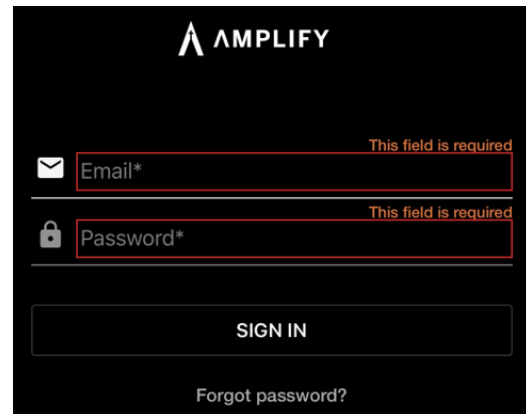 AMPLIFY
This field is required
Email*
This field is required
Password*
SIGN IN
Forgot password?